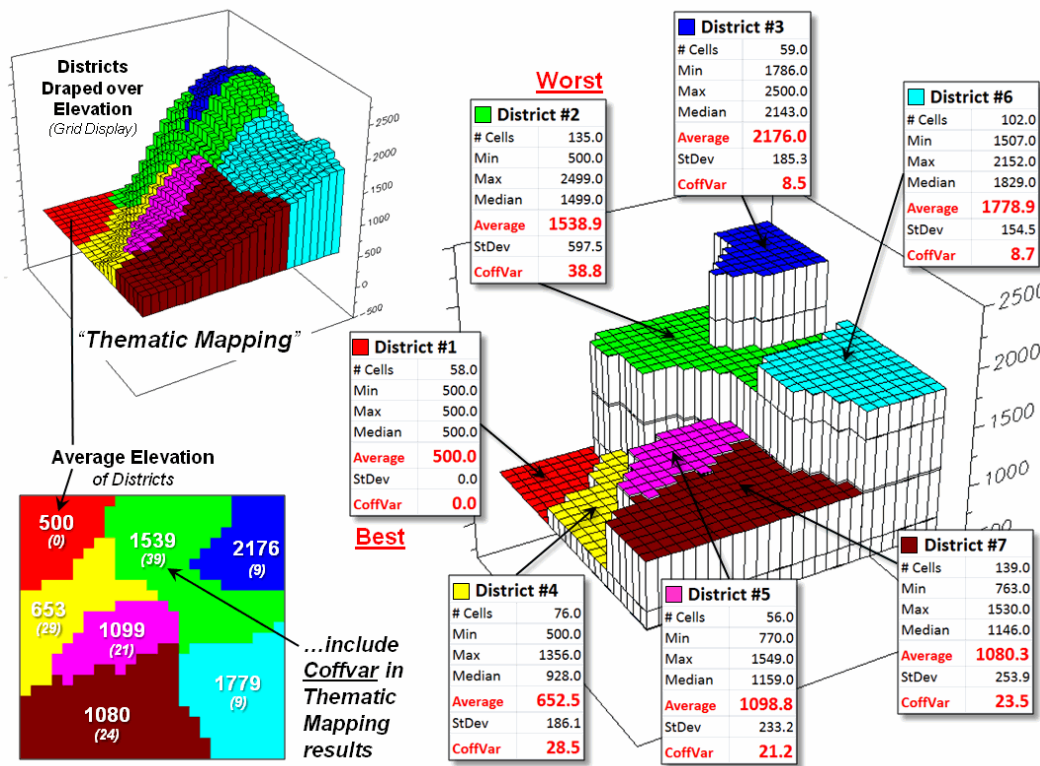 Districts
Draped over
Elevation
(Grid Display)
2500
2000
1500
1000
500
0
-500
"Thematic Mapping"
Worst
District #2
# Cells 135.0
Min 500.0
Max 2499.0
Median 1499.0
Average 1538.9
StDev 597.5
CoffVar 38.8
District #3
# Cells 59.0
Min 1786.0
Max 2500.0
Median 2143.0
Average 2176.0
StDev 185.3
CoffVar 8.5
District #6
# Cells 102.0
Min 1507.0
Max 2152.0
Median 1829.0
Average 1778.9
StDev 154.5
CoffVar 8.7
District #1
# Cells 58.0
Min 500.0
Max 500.0
Median 500.0
Average 500.0
StDev 0.0
CoffVar 0.0
Best
2500
2000
1500
1000
Average Elevation
of Districts
500
(0)
1539
(39)
2176
(9)
653
(29)
1099
(21)
1779
(9)
1080
(24)
...include
Coffvar in
Thematic
Mapping
results
District #4
# Cells 76.0
Min 500.0
Max 1356.0
Median 928.0
Average 652.5
StDev 186.1
CoffVar 28.5
District #5
# Cells 56.0
Min 770.0
Max 1549.0
Median 1159.0
Average 1098.8
StDev 233.2
CoffVar 21.2
District #7
# Cells 139.0
Min 763.0
Max 1530.0
Median 1146.0
Average 1080.3
StDev 253.9
CoffVar 23.5